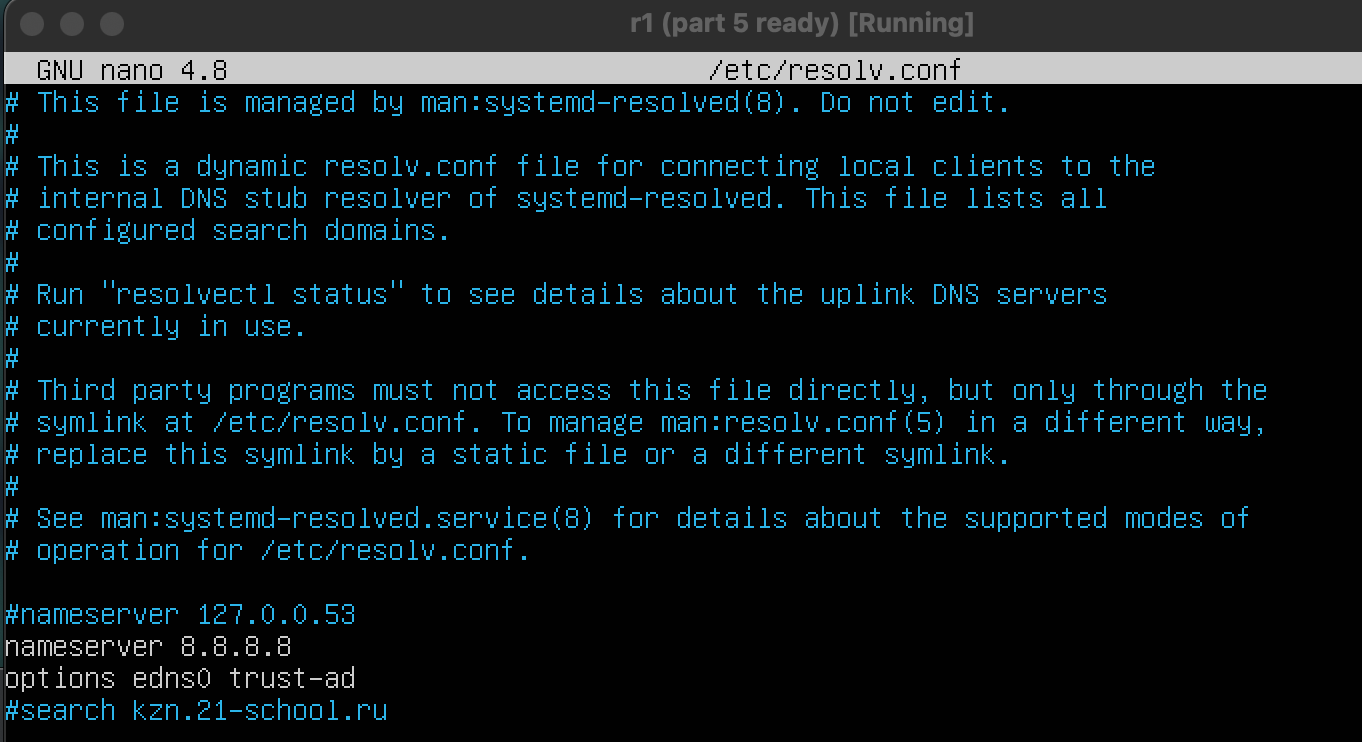 r1 (part 5 ready) [Running]
GNU nano 4.8 /etc/resolv.conf
# This file is managed by man:systemd-resolved(8). Do not edit.
#
# This is a dynamic resolv.conf file for connecting local clients to the
# internal DNS stub resolver of systemd-resolved. This file lists all
# configured search domains.
#
# Run "resolvectl status" to see details about the uplink DNS servers
# currently in use.
#
# Third party programs must not access this file directly, but only through the
# symlink at /etc/resolv.conf. To manage man:resolv.conf(5) in a different way,
# replace this symlink by a static file or a different symlink.
#
# See man:systemd-resolved.service(8) for details about the supported modes of
# operation for /etc/resolv.conf.
#nameserver 127.0.0.53
nameserver 8.8.8.8
options edns0 trust-ad
#search kzn.21-school.ru